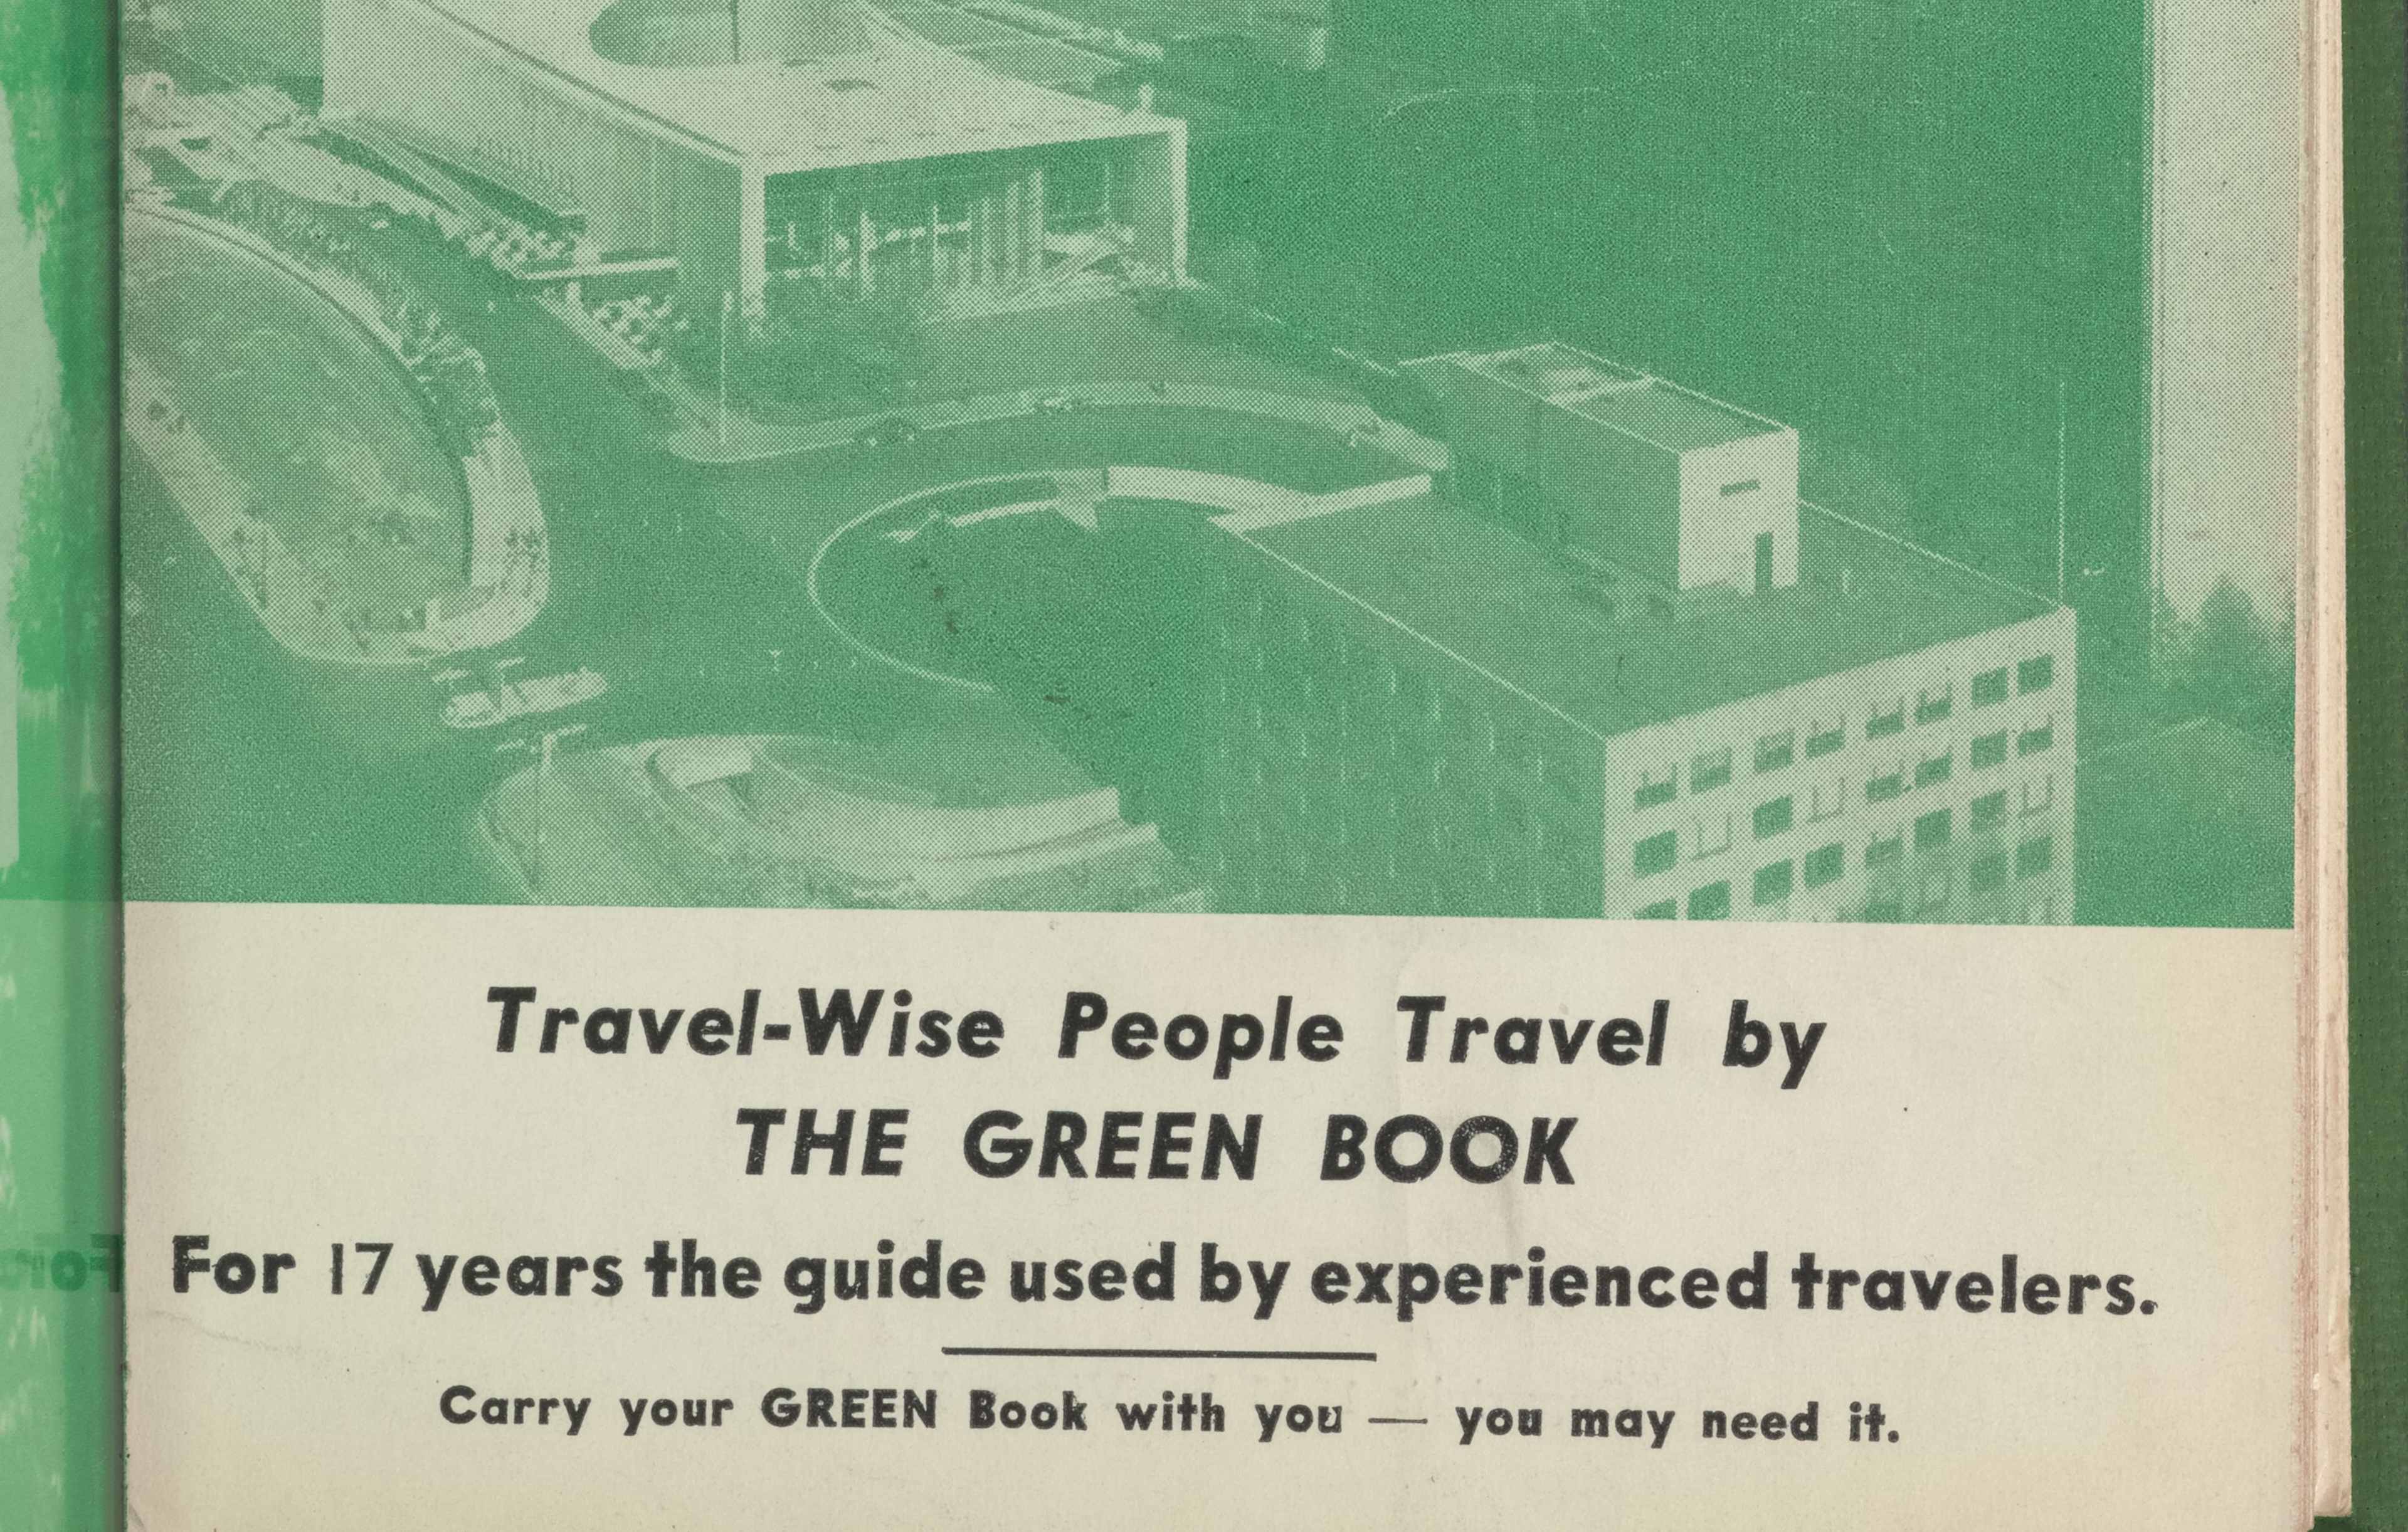 Travel-Wise People Travel by
THE GREEN BOOK
For 17 years the guide used by experienced travelers.
Carry your GREEN Book with you — you may need it.